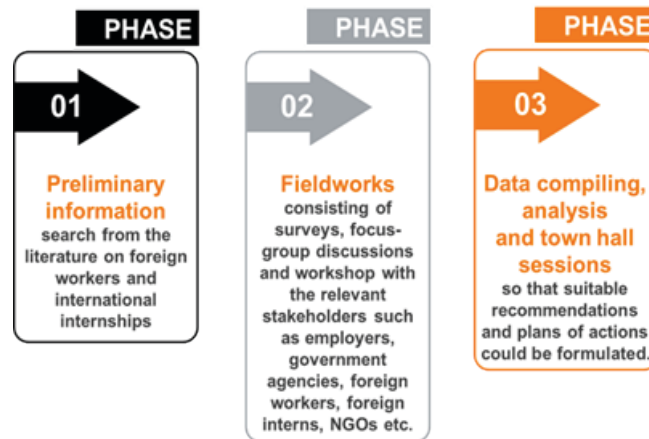 PHASE
01
Preliminary
information
search from the
literature on foreign
workers and
international
internships
PHASE
02
Fieldworks
consisting of
surveys, focus-
group discussions
and workshop with
the relevant
stakeholders such
as employers,
government
agencies, foreign
workers, foreign
interns, NGOs etc.
PHASE
03
Data compiling,
analysis
and town hall
sessions
so that suitable
recommendations
and plans of actions
could be formulated.